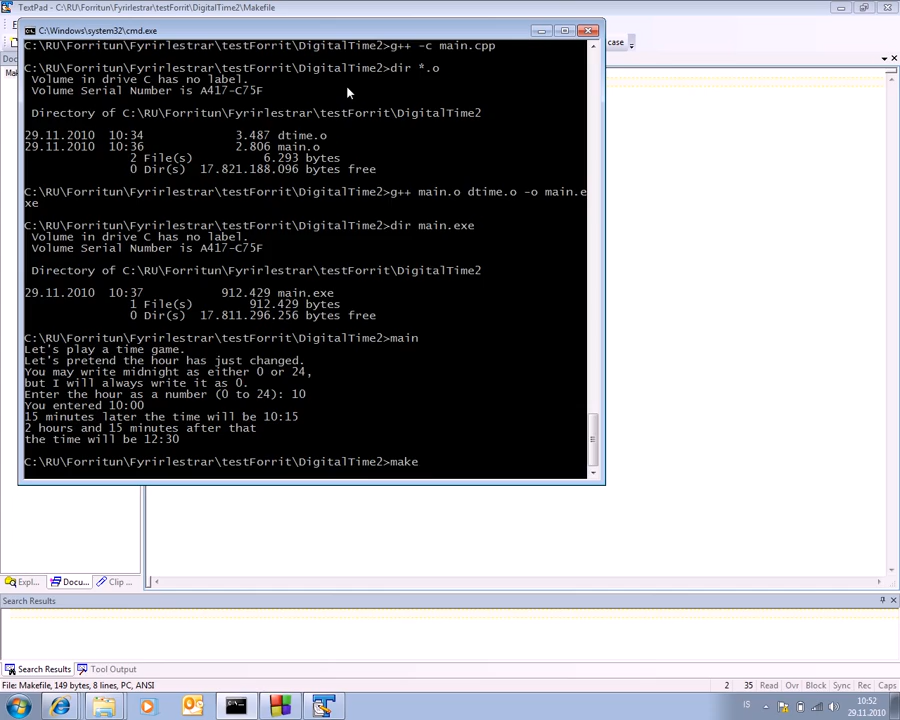 TextPad - C:\RU\Forritun\Fyrirlestrar\testForrit\DigitalTime2\Makefile
C:\Windows\system32\cmd.exe
C:\RU\Forritun\Fyrirlestrar\testForrit\DigitalTime2>g++ -c main.cpp
C:\RU\Forritun\Fyrirlestrar\testForrit\DigitalTime2>dir *.o
Volume in drive C has no label.
Volume Serial Number is A417-C75F
Directory of C:\RU\Forritun\Fyrirlestrar\testForrit\DigitalTime2
29.11.2010 10:34 3.487 dtime.o
29.11.2010 10:36 2.806 main.o
2 File(s) 6.293 bytes
0 Dir(s) 17.821.188.096 bytes free
C:\RU\Forritun\Fyrirlestrar\testForrit\DigitalTime2>g++ main.o dtime.o -o main.e
xe
C:\RU\Forritun\Fyrirlestrar\testForrit\DigitalTime2>dir main.exe
Volume in drive C has no label.
Volume Serial Number is A417-C75F
Directory of C:\RU\Forritun\Fyrirlestrar\testForrit\DigitalTime2
29.11.2010 10:37 912.429 main.exe
1 File(s) 912.429 bytes
0 Dir(s) 17.811.296.256 bytes free
C:\RU\Forritun\Fyrirlestrar\testForrit\DigitalTime2>main
Let's play a time game.
Let's pretend the hour has just changed.
You may write midnight as either 0 or 24,
but I will always write it as 0.
Enter the hour as a number (0 to 24): 10
You entered 10:00
15 minutes later the time will be 10:15
2 hours and 15 minutes after that
the time will be 12:30
C:\RU\Forritun\Fyrirlestrar\testForrit\DigitalTime2>make
case
Expl... Docu... Clip ...
Search Results
Search Results Tool Output
File: Makefile, 149 bytes, 8 lines, PC, ANSI 2 35 Read Ovr Block Sync Rec Caps
IS 10:52
29.11.2010